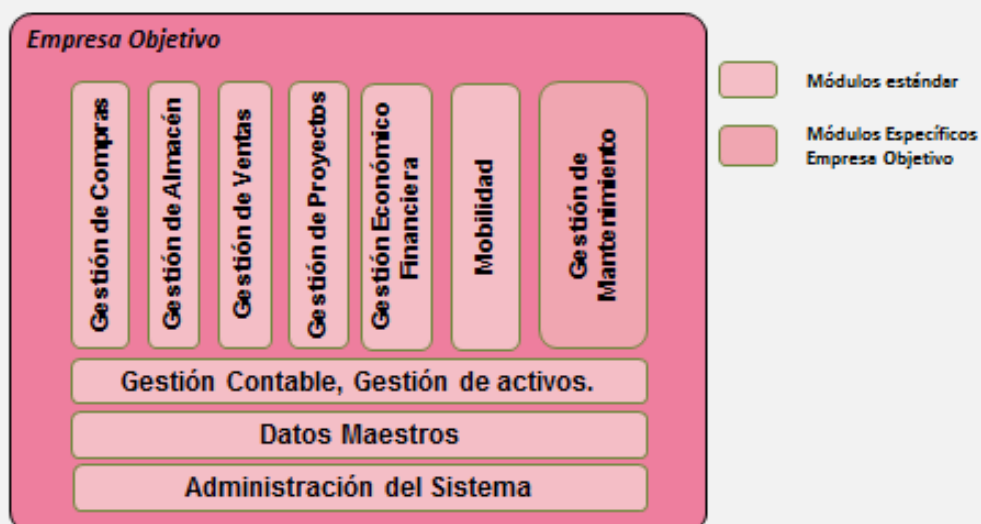 Empresa Objetivo
Gestión de Compras
Gestión de Almacén
Gestión de Ventas
Gestión de Proyectos
Gestión Económico
Financiera
Mobilidad
Gestión de
Mantenimiento
Gestión Contable, Gestión de activos.
Datos Maestros
Administración del Sistema
Módulos estándar
Módulos Específicos
Empresa Objetivo